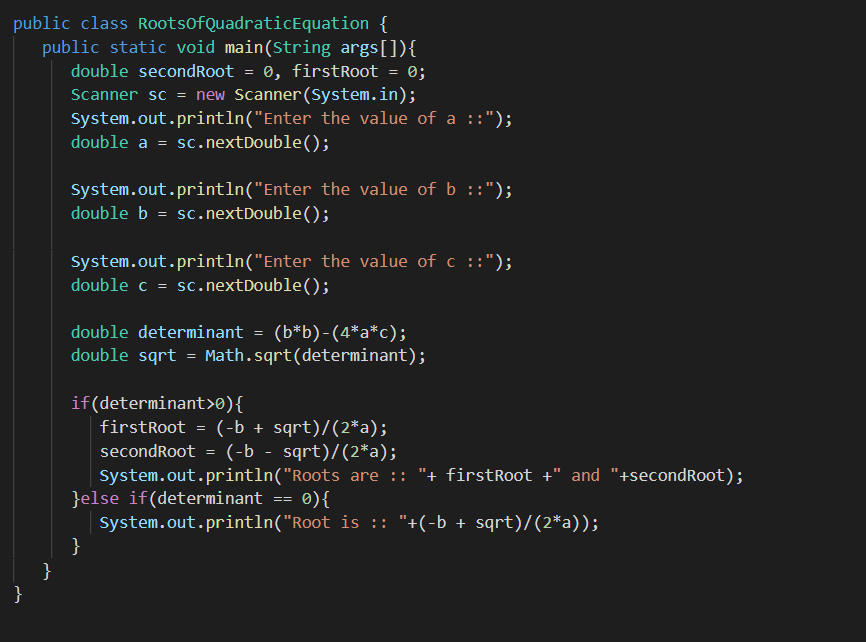 public class RootsOfQuadraticEquation {
   public static void main(String args[]){
      double secondRoot = 0, firstRoot = 0;
      Scanner sc = new Scanner(System.in);
      System.out.println("Enter the value of a ::");
      double a = sc.nextDouble();

      System.out.println("Enter the value of b ::");
      double b = sc.nextDouble();

      System.out.println("Enter the value of c ::");
      double c = sc.nextDouble();

      double determinant = (b*b)-(4*a*c);
      double sqrt = Math.sqrt(determinant);

      if(determinant>0){
         firstRoot = (-b + sqrt)/(2*a);
         secondRoot = (-b - sqrt)/(2*a);
         System.out.println("Roots are :: "+ firstRoot +" and "+secondRoot);
      }else if(determinant == 0){
         System.out.println("Root is :: "+(-b + sqrt)/(2*a));
      }
   }
}